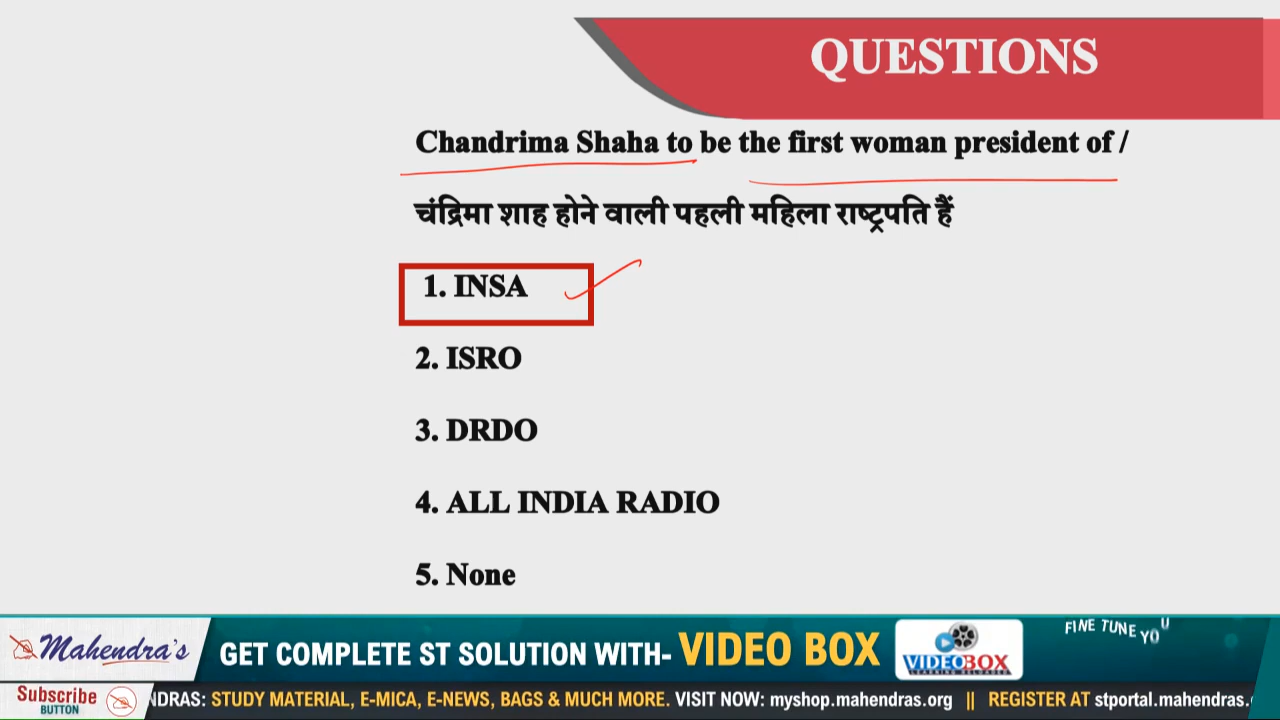 QUESTIONS
Chandrima Shaha to be the first woman president of /
चंद्रिमा शाह होने वाली पहली महिला राष्ट्रपति हैं
1. INSA
2. ISRO
3. DRDO
4. ALL INDIA RADIO
5. None
Mahendra's
GET COMPLETE ST SOLUTION WITH- VIDEO BOX
VIDEOBOX
LEARNING RELOADED
FINE TUNE YOU
Subscribe
BUTTON
NDRAS: STUDY MATERIAL, E-MICA, E-NEWS, BAGS & MUCH MORE. VISIT NOW: myshop.mahendras.org || REGISTER AT stportal.mahendras.